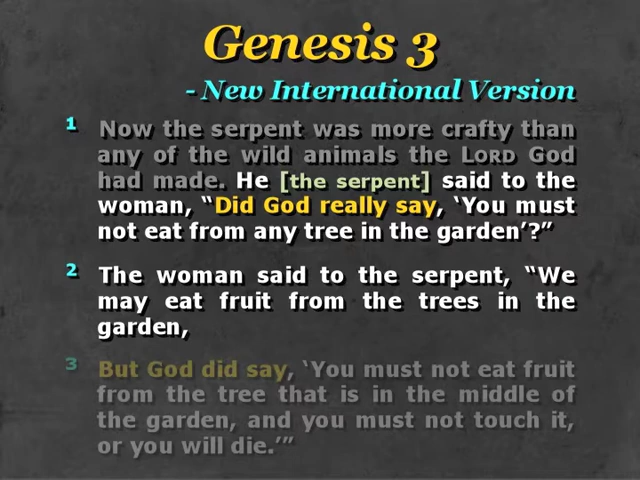 Genesis 3
- New International Version
1 Now the serpent was more crafty than
any of the wild animals the LORD God
had made. He [the serpent] said to the
woman, “Did God really say, ‘You must
not eat from any tree in the garden’?”
2 The woman said to the serpent, “We
may eat fruit from the trees in the
garden,
3 But God did say, ‘You must not eat fruit
from the tree that is in the middle of
the garden, and you must not touch it,
or you will die.’”